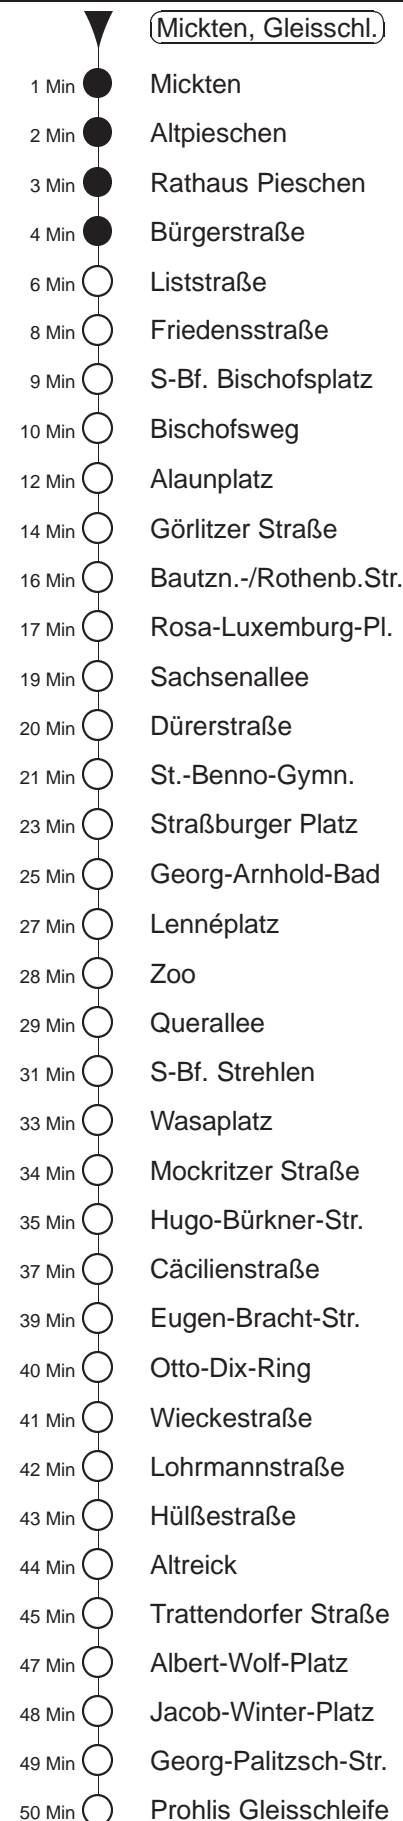 Mickten, Gleisschl.
1 Min Mickten
2 Min Altpieschen
3 Min Rathaus Pieschen
4 Min Bürgerstraße
6 Min Liststraße
8 Min Friedensstraße
9 Min S-Bf. Bischofsplatz
10 Min Bischofsweg
12 Min Alaunplatz
14 Min Görlitzer Straße
16 Min Bautzn.-/Rothenb.Str.
17 Min Rosa-Luxemburg-Pl.
19 Min Sachsenallee
20 Min Dürerstraße
21 Min St.-Benno-Gymn.
23 Min Straßburger Platz
25 Min Georg-Arnhold-Bad
27 Min Lennéplatz
28 Min Zoo
29 Min Querallee
31 Min S-Bf. Strehlen
33 Min Wasaplatz
34 Min Mockritzer Straße
35 Min Hugo-Bürkner-Str.
37 Min Cäcilienstraße
39 Min Eugen-Bracht-Str.
40 Min Otto-Dix-Ring
41 Min Wieckestraße
42 Min Lohrmannstraße
43 Min Hülßestraße
44 Min Altreick
45 Min Trattendorfer Straße
47 Min Albert-Wolf-Platz
48 Min Jacob-Winter-Platz
49 Min Georg-Palitzsch-Str.
50 Min Prohlis Gleisschleife